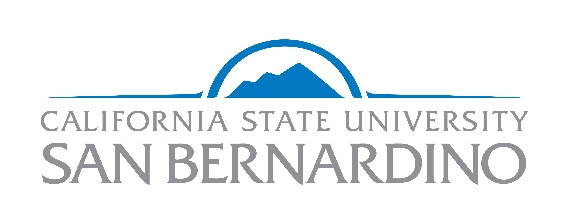 CALIFORNIA STATE UNIVERSITY
SAN BERNARDINO